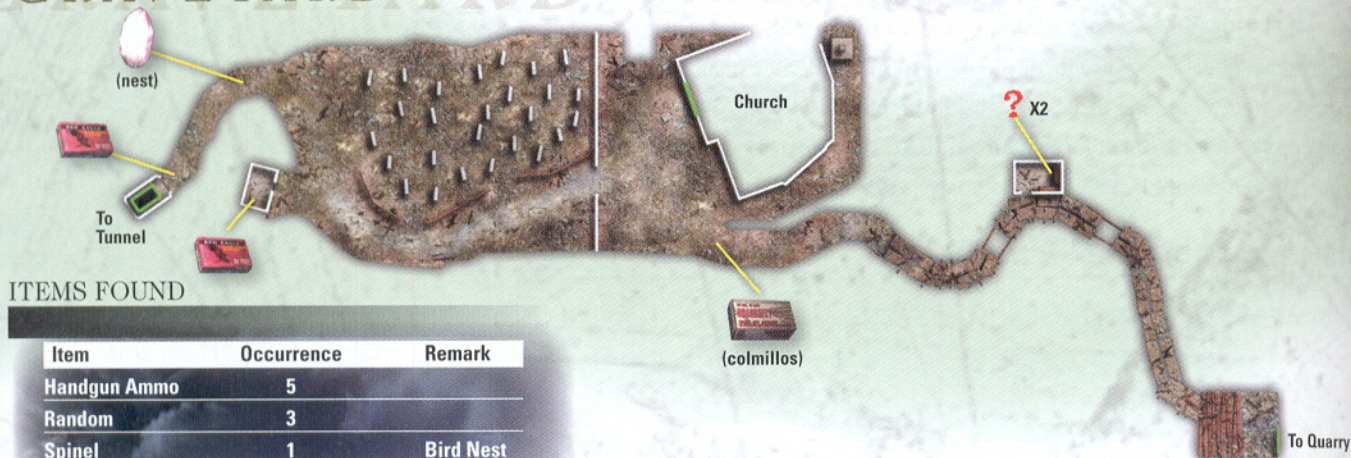 (nest)
Church
? X2
To
Tunnel
(colmillos)
ITEMS FOUND
Item Occurrence Remark
Handgun Ammo 5
Random 3
Spinel 1 Bird Nest
To Quarry